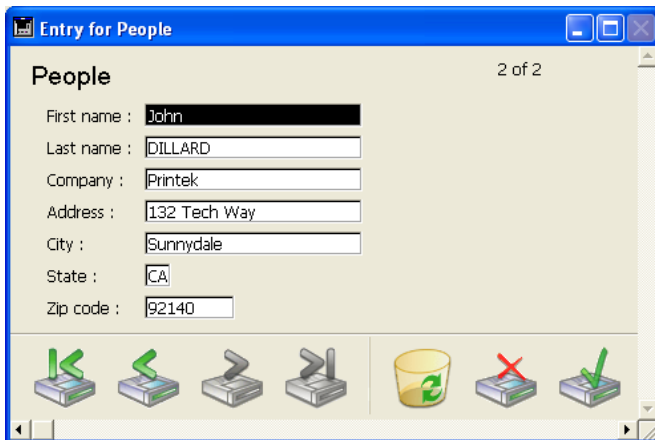 Entry for People
People
2 of 2
First name : John
Last name : DILLARD
Company : Printek
Address : 132 Tech Way
City : Sunnydale
State : CA
Zip code : 92140